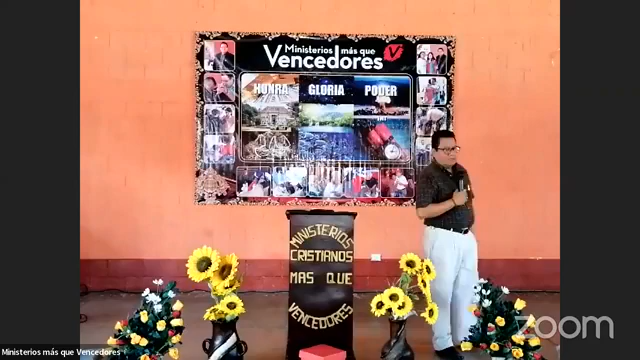 Ministerios más que
Vencedores
V
HONRA GLORIA PODER
MINISTERIOS
CRISTIANOS
MAS QUE
VENCEDORES
Ministerios más que Vencedores
zoom